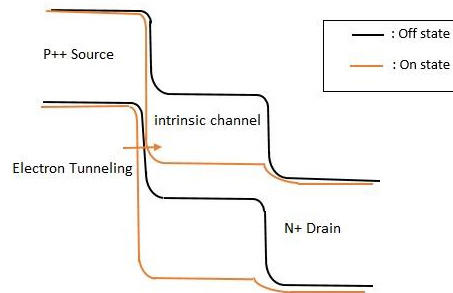 : Off state
: On state
P++ Source
intrinsic channel
Electron Tunneling
N+ Drain